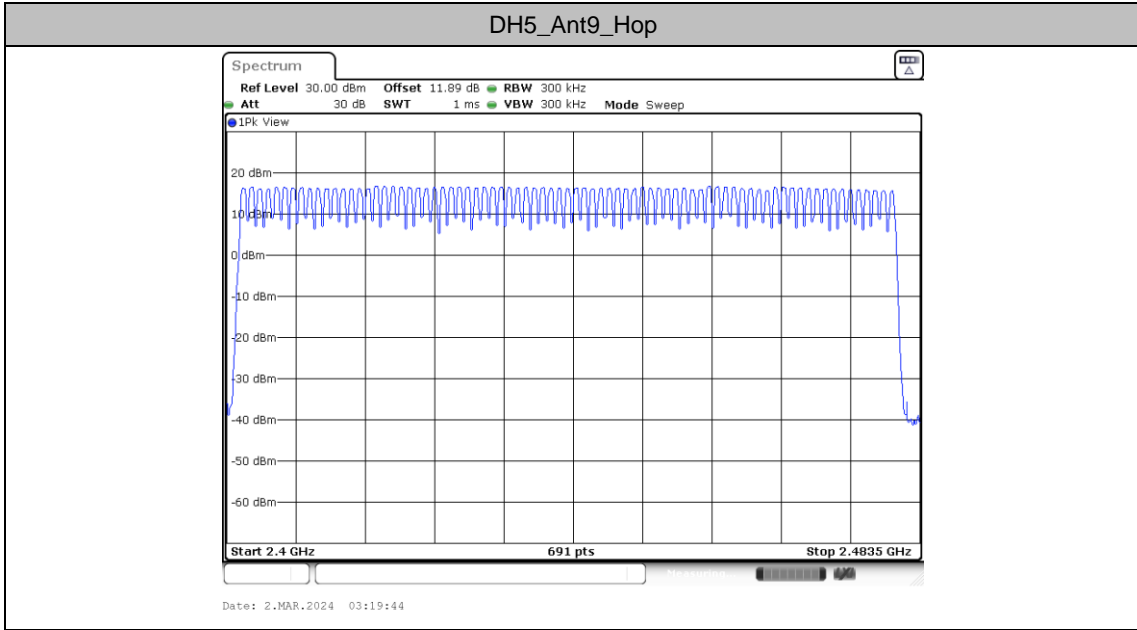 DH5_Ant9_Hop
Spectrum
Ref Level 30.00 dBm Offset 11.89 dB RBW 300 kHz
Att 30 dB SWT 1 ms VBW 300 kHz Mode Sweep
1Pk View
20 dBm
10 dBm
0 dBm
-10 dBm
-20 dBm
-30 dBm
-40 dBm
-50 dBm
-60 dBm
Start 2.4 GHz 691 pts Stop 2.4835 GHz
Date: 2.MAR.2024 03:19:44